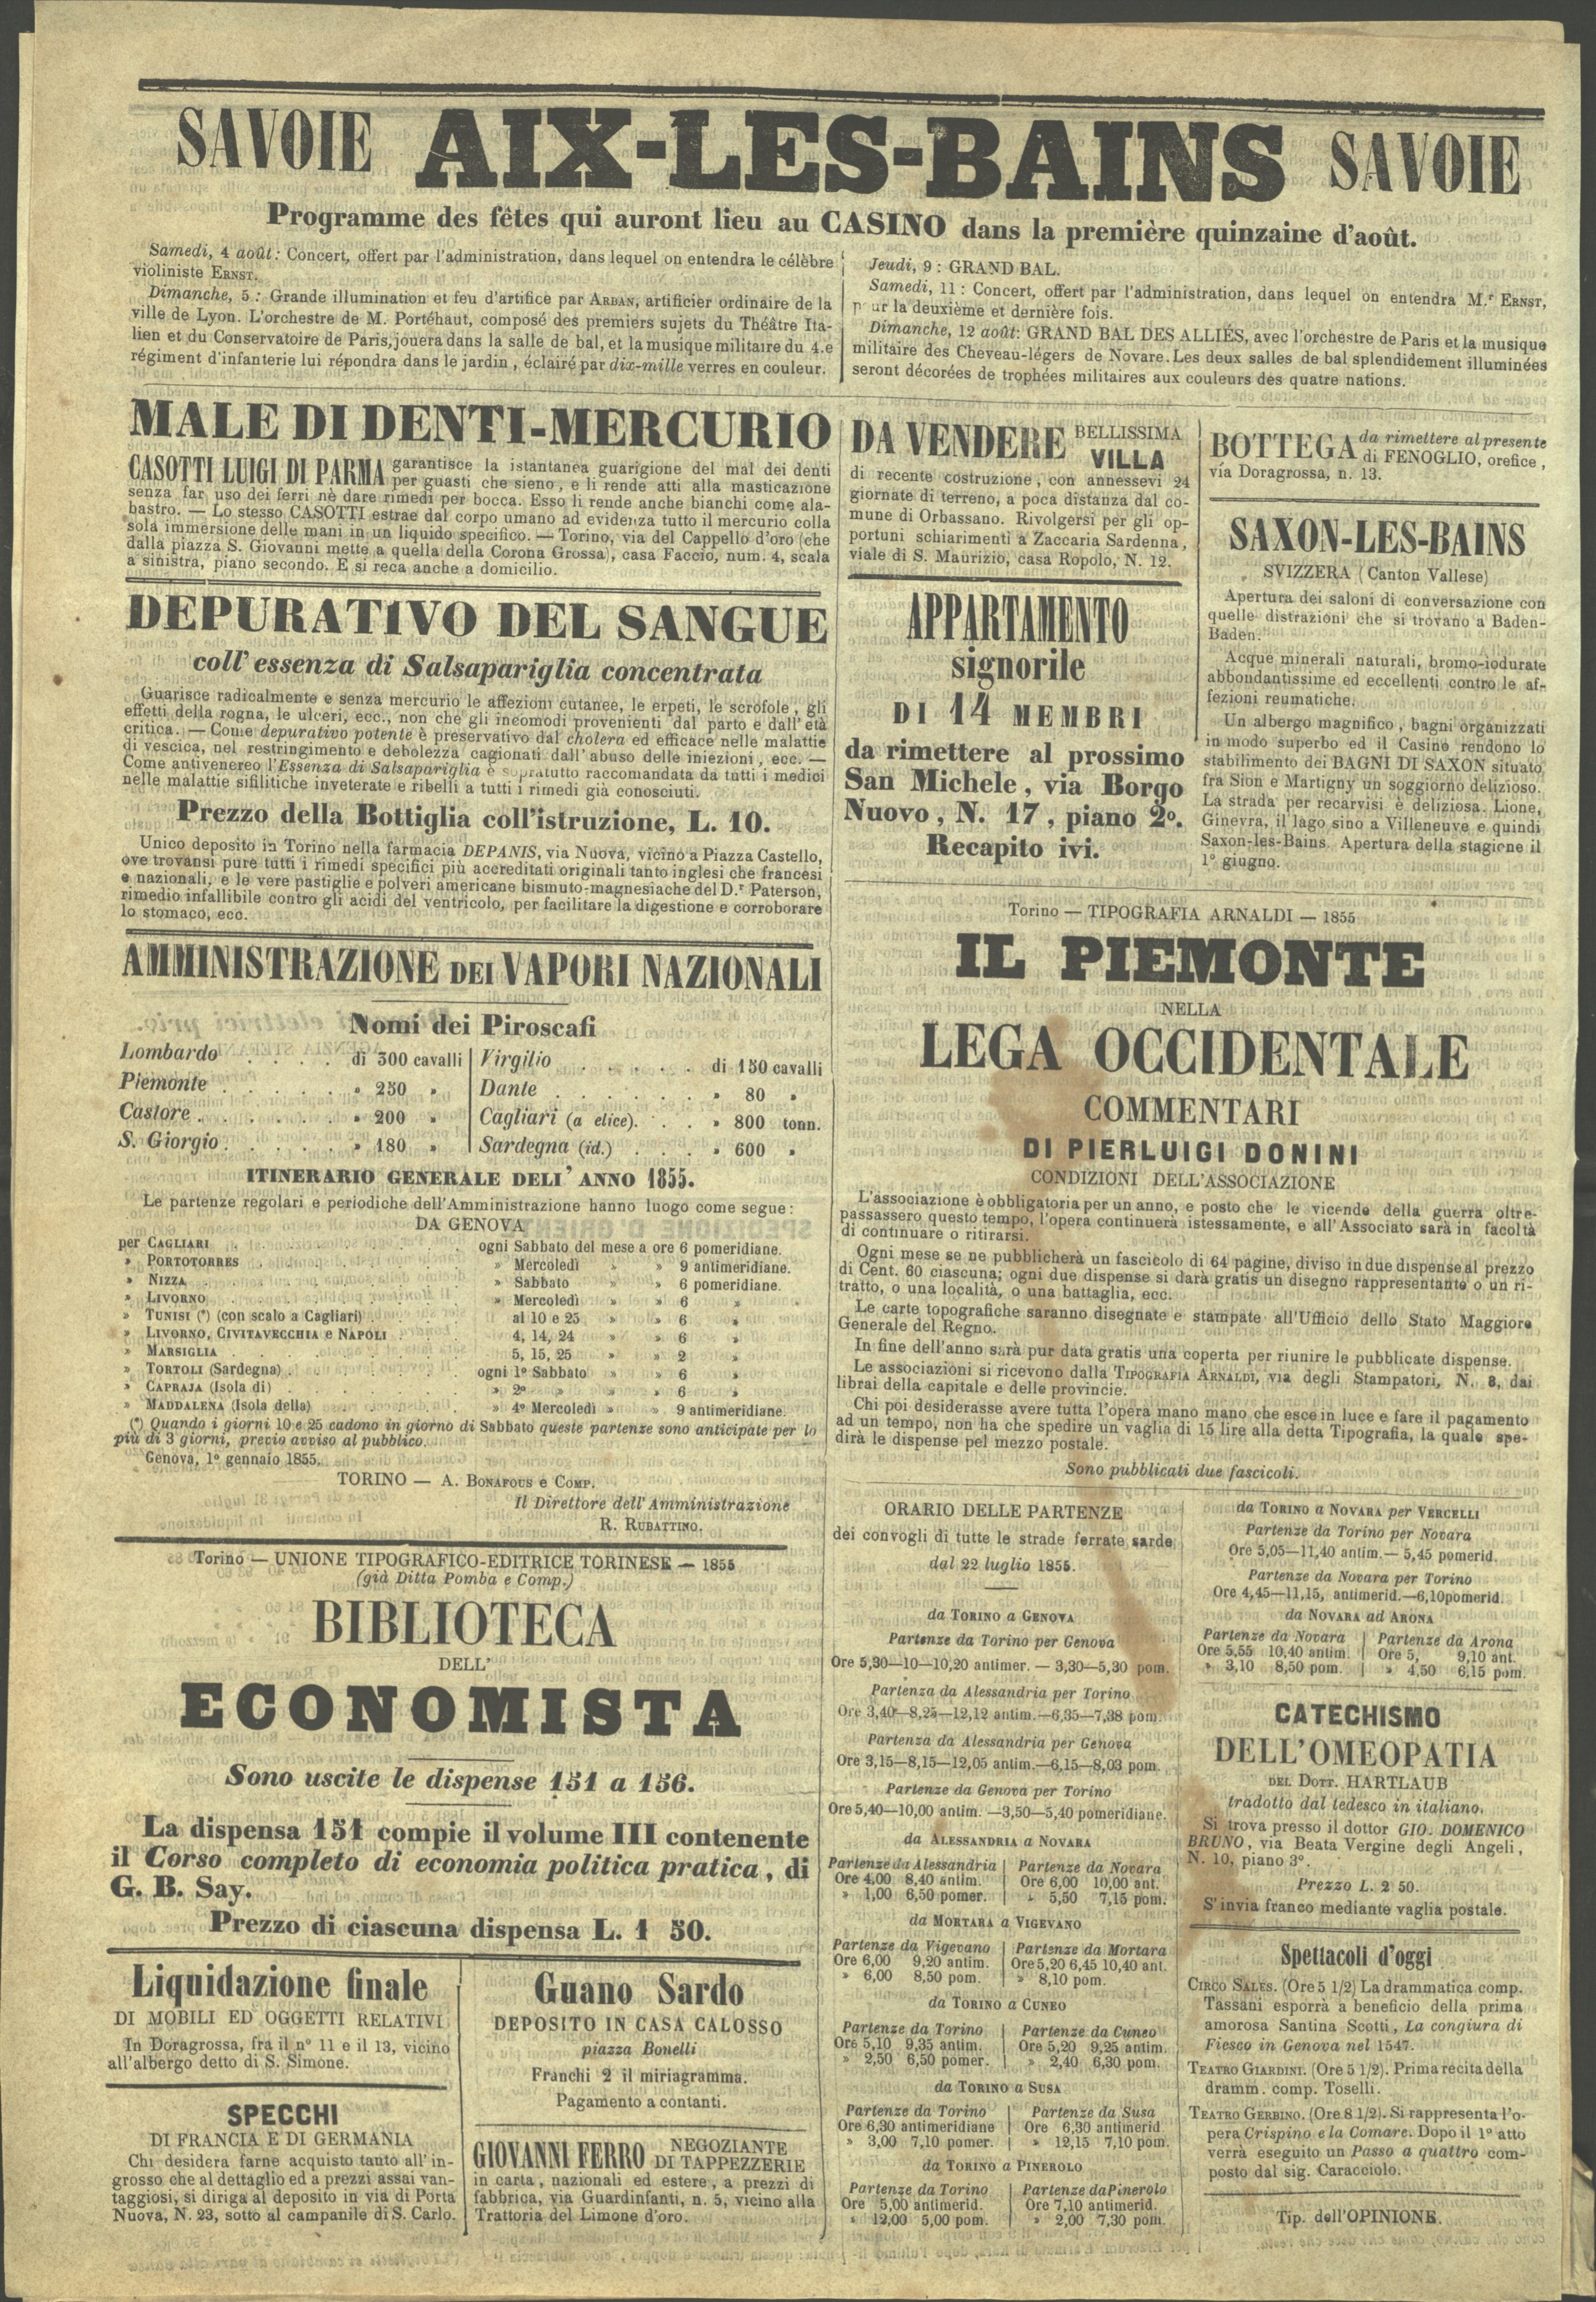 SAVOIE AIX-LES-BAINS SAVOIE
Programme des fêtes qui auront lieu au CASINO dans la première quinzaine d'août.
Samedi, 4 août: Concert, offert par l'administration, dans lequel on entendra le célèbre
violiniste ERNST.
Dimanche, 5 : Grande illumination et feu d'artifice par ARBAN, artificier ordinaire de la
ville de Lyon. L'orchestre de M. Portéhaut, composé des premiers sujets du Théâtre Ita-
lien et du Conservatoire de Paris, jouera dans la salle de bal, et la musique militaire du 4.e
régiment d'infanterie lui répondra dans le jardin, éclairé par dix-mille verres en couleur.
Jeudi, 9 : GRAND BAL.
Samedi, 11 : Concert, offert par l'administration, dans lequel on entendra M.r ERNST,
p ur la deuxième et dernière fois.
Dimanche, 12 août: GRAND BAL DES ALLIÉS, avec l'orchestre de Paris et la musique
militaire des Cheveau-légers de Novare. Les deux salles de bal splendidement illuminées
seront décorées de trophées militaires aux couleurs des quatre nations.
MALE DI DENTI-MERCURIO
CASOTTI LUIGI DI PARMA garantisce la istantanea guarigione del mal dei denti
per guasti che sieno, e li rende atti alla masticazione
senza far uso dei ferri nè dare rimedi per bocca. Esso li rende anche bianchi come ala-
bastro. — Lo stesso CASOTTI estrae dal corpo umano ad evidenza tutto il mercurio colla
sola immersione delle mani in un liquido specifico. — Torino, via del Cappello d'oro (che
dalla piazza S. Giovanni mette a quella della Corona Grossa), casa Faccio, num. 4, scala
a sinistra, piano secondo. E si reca anche a domicilio.
DEPURATIVO DEL SANGUE
coll'essenza di Salsapariglia concentrata
Guarisce radicalmente e senza mercurio le affezioni cutanee, le erpeti, le scrofole, gli
effetti della rogna, le ulceri, ecc., non che gli incomodi provenienti dal parto e dall'età
critica. — Come depurativo potente è preservativo dal cholera ed efficace nelle malattie
di vescica, nel restringimento e debolezza cagionati dall'abuso delle iniezioni, ecc. —
Come antivenereo l'Essenza di Salsapariglia è sopratutto raccomandata da tutti i medici
nelle malattie sifilitiche inveterate e ribelli a tutti i rimedi già conosciuti.
Prezzo della Bottiglia coll'istruzione, L. 10.
Unico deposito in Torino nella farmacia DEPANIS, via Nuova, vicino a Piazza Castello,
ove trovansi pure tutti i rimedi specifici più accreditati originali tanto inglesi che francesi
e nazionali, e le vere pastiglie e polveri americane bismuto-magnesiache del D.r Paterson,
rimedio infallibile contro gli acidi del ventricolo, per facilitare la digestione e corroborare
lo stomaco, ecc.
AMMINISTRAZIONE DEI VAPORI NAZIONALI
Nomi dei Piroscafi
Lombardo . . . . di 300 cavalli
Piemonte . . . . » 250 »
Castore . . . . . » 200 »
S. Giorgio . . . . » 180 »
Virgilio . . . . . di 150 cavalli
Dante . . . . . . » 80 »
Cagliari (a elice). . . » 800 tonn.
Sardegna (id.) . . . » 600 »
ITINERARIO GENERALE DELL'ANNO 1855.
Le partenze regolari e periodiche dell'Amministrazione hanno luogo come segue:
DA GENOVA
per CAGLIARI . . . ogni Sabbato del mese a ore 6 pomeridiane.
» PORTOTORRES . . . » Mercoledì » » 9 antimeridiane.
» NIZZA . . . » Sabbato » » 6 pomeridiane.
» LIVORNO . . . » Mercoledì » » 6 »
» TUNISI (*) (con scalo a Cagliari) . . al 10 e 25 » » 6 »
» LIVORNO, CIVITAVECCHIA e NAPOLI . . 4, 14, 24 » » 6 »
» MARSIGLIA . . . 5, 15, 25 » » 2 »
» TORTOLI (Sardegna) . . . ogni 1º Sabbato » » 6 »
» CAPRAJA (Isola di) . . . » 2º » » » 6 »
» MADDALENA (Isola della) . . . » 4º Mercoledì » » 9 antimeridiane.
(*) Quando i giorni 10 e 25 cadono in giorno di Sabbato queste partenze sono anticipate per lo
più di 3 giorni, previo avviso al pubblico.
Genova, 1º gennaio 1855.
TORINO — A. BONAFOUS e COMP.
Il Direttore dell'Amministrazione
R. RUBATTINO.
Torino — UNIONE TIPOGRAFICO-EDITRICE TORINESE — 1855
(già Ditta Pomba e Comp.)
BIBLIOTECA
DELL'
ECONOMISTA
Sono uscite le dispense 151 a 156.
La dispensa 151 compie il volume III contenente
il Corso completo di economia politica pratica, di
G. B. Say.
Prezzo di ciascuna dispensa L. 1 50.
Liquidazione finale
DI MOBILI ED OGGETTI RELATIVI
In Doragrossa, fra il nº 11 e il 13, vicino
all'albergo detto di S. Simone.
SPECCHI
DI FRANCIA E DI GERMANIA
Chi desidera farne acquisto tanto all'in-
grosso che al dettaglio ed a prezzi assai van-
taggiosi, si diriga al deposito in via di Porta
Nuova, N. 23, sotto al campanile di S. Carlo.
Guano Sardo
DEPOSITO IN CASA CALOSSO
piazza Bonelli
Franchi 2 il miriagramma.
Pagamento a contanti.
GIOVANNI FERRO NEGOZIANTE
DI TAPPEZZERIE
in carta, nazionali ed estere, a prezzi di
fabbrica, via Guardinfanti, n. 5, vicino alla
Trattoria del Limone d'oro.
DA VENDERE BELLISSIMA
VILLA
di recente costruzione, con annessevi 24
giornate di terreno, a poca distanza dal co-
mune di Orbassano. Rivolgersi per gli op-
portuni schiarimenti a Zaccaria Sardenna,
viale di S. Maurizio, casa Ropolo, N. 12.
APPARTAMENTO
signorile
DI 14 MEMBRI
da rimettere al prossimo
San Michele, via Borgo
Nuovo, N. 17, piano 2º.
Recapito ivi.
BOTTEGA da rimettere al presente
di FENOGLIO, orefice,
vía Doragrossa, n. 13.
SAXON-LES-BAINS
SVIZZERA (Canton Vallese)
Apertura dei saloni di conversazione con
quelle distrazioni che si trovano a Baden-
Baden.
Acque minerali naturali, bromo-iodurate
abbondantissime ed eccellenti contro le af-
fezioni reumatiche.
Un albergo magnifico, bagni organizzati
in modo superbo ed il Casino rendono lo
stabilimento dei BAGNI DI SAXON situato
fra Sion e Martigny un soggiorno delizioso.
La strada per recarvisi è deliziosa. Lione,
Ginevra, il lago sino a Villeneuve e quindi
Saxon-les-Bains. Apertura della stagione il
1º giugno.
Torino — TIPOGRAFIA ARNALDI — 1855
IL PIEMONTE
NELLA
LEGA OCCIDENTALE
COMMENTARI
DI PIERLUIGI DONINI
CONDIZIONI DELL'ASSOCIAZIONE
L'associazione è obbligatoria per un anno, e posto che le vicende della guerra oltre-
passassero questo tempo, l'opera continuerà istessamente, e all'Associato sarà in facoltà
di continuare o ritirarsi.
Ogni mese se ne pubblicherà un fascicolo di 64 pagine, diviso in due dispense al prezzo
di Cent. 60 ciascuna; ogni due dispense si darà gratis un disegno rappresentante o un ri-
tratto, o una località, o una battaglia, ecc.
Le carte topografiche saranno disegnate e stampate all'Ufficio dello Stato Maggiore
Generale del Regno.
In fine dell'anno sarà pur data gratis una coperta per riunire le pubblicate dispense.
Le associazioni si ricevono dalla TIPOGRAFIA ARNALDI, via degli Stampatori, N. 8, dai
librai della capitale e delle provincie.
Chi poi desiderasse avere tutta l'opera mano mano che esce in luce e fare il pagamento
ad un tempo, non ha che spedire un vaglia di 15 lire alla detta Tipografia, la quale spe-
dirà le dispense pel mezzo postale.
Sono pubblicati due fascicoli.
ORARIO DELLE PARTENZE
dei convogli di tutte le strade ferrate sarde
dal 22 luglio 1855.
da TORINO a GENOVA
Partenze da Torino per Genova
Ore 5,30—10—10,20 antimer. — 3,30—5,30 pom.
Partenza da Alessandria per Torino
Ore 3,40—8,25—12,12 antim.—6,35—7,38 pom.
Partenza da Alessandria per Genova
Ore 3,15—8,15—12,05 antim.—6,15—8,03 pom.
Partenze da Genova per Torino
Ore 5,40—10,00 antim. —3,50—5,40 pomeridiane.
da ALESSANDRIA a NOVARA
Partenze da Alessandria | Partenze da Novara
Ore 4,00 8,40 antim. | Ore 6,00 10,00 ant.
» 1,00 6,50 pomer. | » 5,50 7,15 pom.
da MORTARA a VIGEVANO
Partenze da Vigevano | Partenze da Mortara
Ore 6,00 9,20 antim. | Ore 5,20 6,45 10,40 ant.
» 6,00 8,50 pom. | » 8,10 pom.
da TORINO a CUNEO
Partenze da Torino | Partenze da Cuneo
Ore 5,10 9,35 antim. | Ore 5,20 9,25 antim.
» 2,50 6,50 pomer. | » 2,40 6,30 pom.
da TORINO a SUSA
Partenze da Torino | Partenze da Susa
Ore 6,30 antimeridiane | Ore 6,30 antimerid.
» 3,00 7,10 pomer. | » 12,15 7,10 pom.
da TORINO a PINEROLO
Partenze da Torino | Partenze da Pinerolo
Ore 5,00 antimerid. | Ore 7,10 antimerid.
» 12,00 5,00 pom. | » 2,00 7,30 pom.
da TORINO a NOVARA per VERCELLI
Partenze da Torino per Novara
Ore 5,05—11,40 antim.— 5,45 pomerid.
Partenze da Novara per Torino
Ore 4,45—11,15, antimerid.—6,10 pomerid.
da NOVARA ad ARONA
Partenze da Novara | Partenze da Arona
Ore 5,55 10,40 antim. | Ore 5, 9,10 ant.
» 3,10 8,50 pom. | » 4,50 6,15 pom.
CATECHISMO
DELL'OMEOPATIA
DEL DOTT. HARTLAUB
tradotto dal tedesco in italiano.
Si trova presso il dottor GIO. DOMENICO
BRUNO, via Beata Vergine degli Angeli,
N. 10, piano 3º.
Prezzo L. 2 50.
S'invia franco mediante vaglia postale.
Spettacoli d'oggi
CIRCO SALES. (Ore 5 1/2) La drammatica comp.
Tassani esporrà a beneficio della prima
amorosa Santina Scotti, La congiura di
Fiesco in Genova nel 1547.
TEATRO GIARDINI. (Ore 5 1/2). Prima recita della
dramm. comp. Toselli.
TEATRO GERBINO. (Ore 8 1/2). Si rappresenta l'o-
pera Crispino e la Comare. Dopo il 1º atto
verrà eseguito un Passo a quattro com-
posto dal sig. Caracciolo.
Tip. dell'OPINIONE.